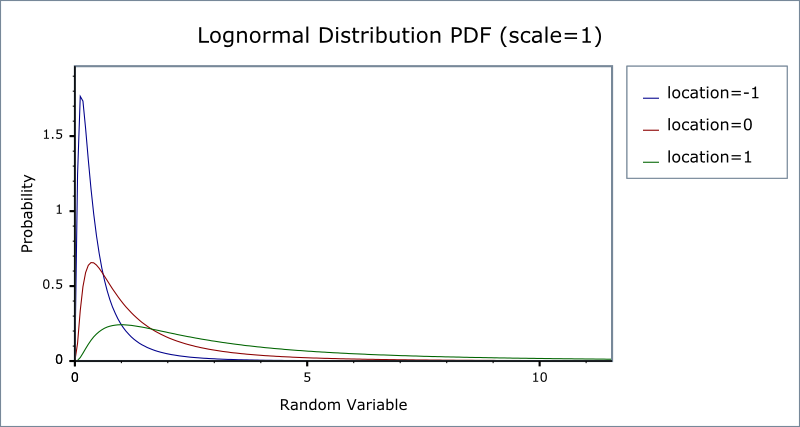 Lognormal Distribution PDF (scale=1)
location=-1
location=0
location=1
Probability
1.5
1
0.5
0
0
5
10
Random Variable